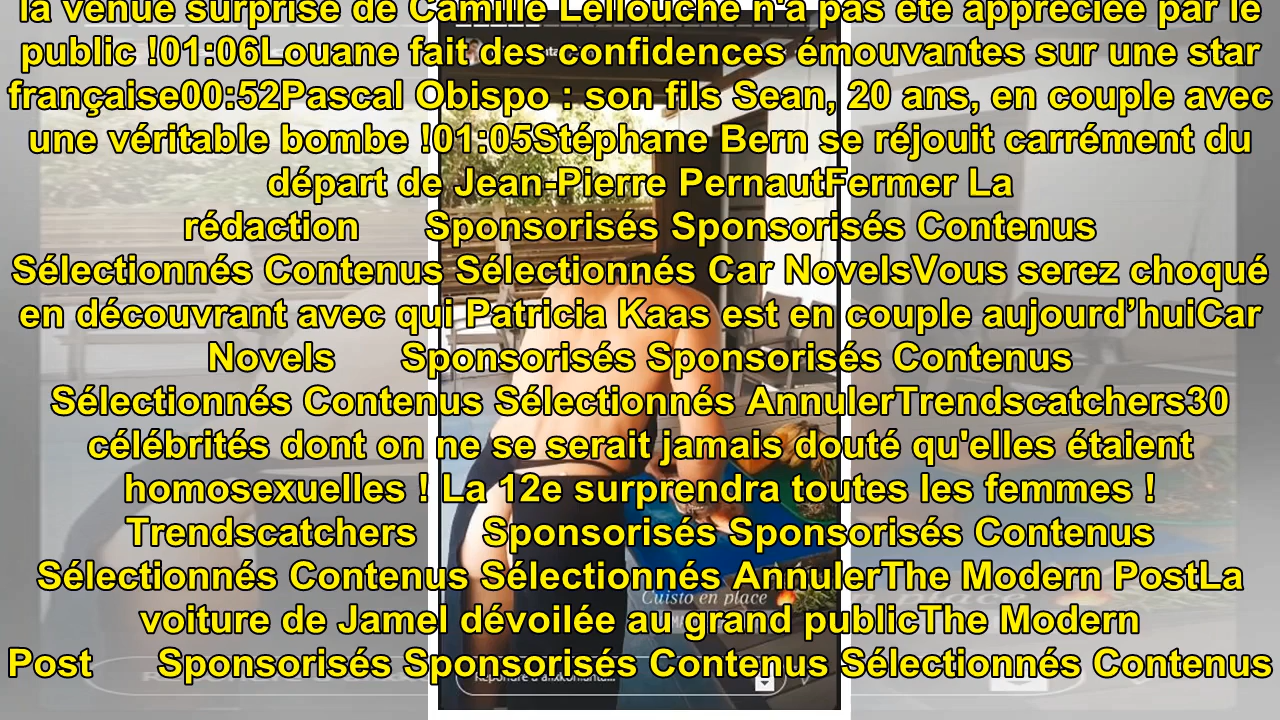 la venue surprise de Camille Lellouche n'a pas été appréciée par le
public !01:06Louane fait des confidences émouvantes sur une star
française00:52Pascal Obispo : son fils Sean, 20 ans, en couple avec
une véritable bombe !01:05Stéphane Bern se réjouit carrément du
départ de Jean-Pierre PernautFermer La
rédaction Sponsorisés Sponsorisés Contenus
Sélectionnés Contenus Sélectionnés Car NovelsVous serez choqué
en découvrant avec qui Patricia Kaas est en couple aujourd’huiCar
Novels Sponsorisés Sponsorisés Contenus
Sélectionnés Contenus Sélectionnés AnnulerTrendscatchers30
célébrités dont on ne se serait jamais douté qu'elles étaient
homosexuelles ! La 12e surprendra toutes les femmes !
Trendscatchers Sponsorisés Sponsorisés Contenus
Sélectionnés Contenus Sélectionnés AnnulerThe Modern PostLa
Cuisto en place
voiture de Jamel dévoilée au grand publicThe Modern
Post Sponsorisés Sponsorisés Contenus Sélectionnés Contenus
Répondre à alixkohlanta...